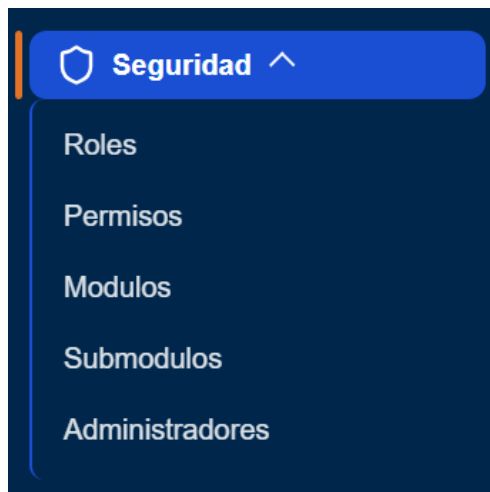 Seguridad
Roles
Permisos
Modulos
Submodulos
Administradores